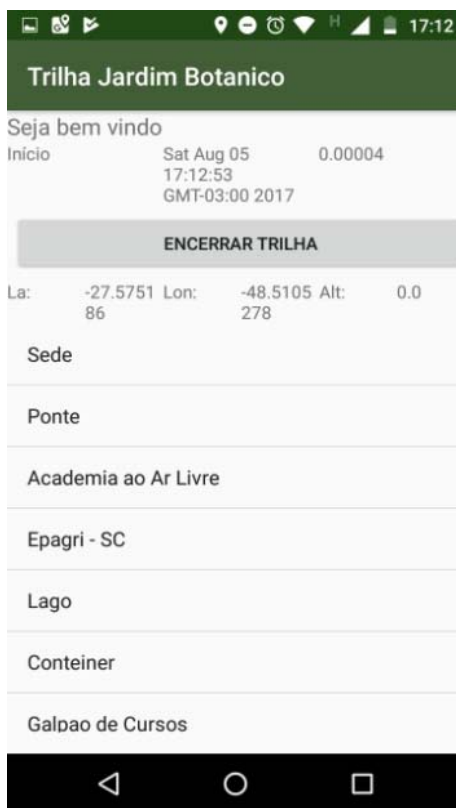 H 17:12
Trilha Jardim Botanico
Seja bem vindo
Início Sat Aug 05 0.00004
17:12:53
GMT-03:00 2017
ENCERRAR TRILHA
La: -27.5751 Lon: -48.5105 Alt: 0.0
86 278
Sede
Ponte
Academia ao Ar Livre
Epagri - SC
Lago
Conteiner
Galpao de Cursos